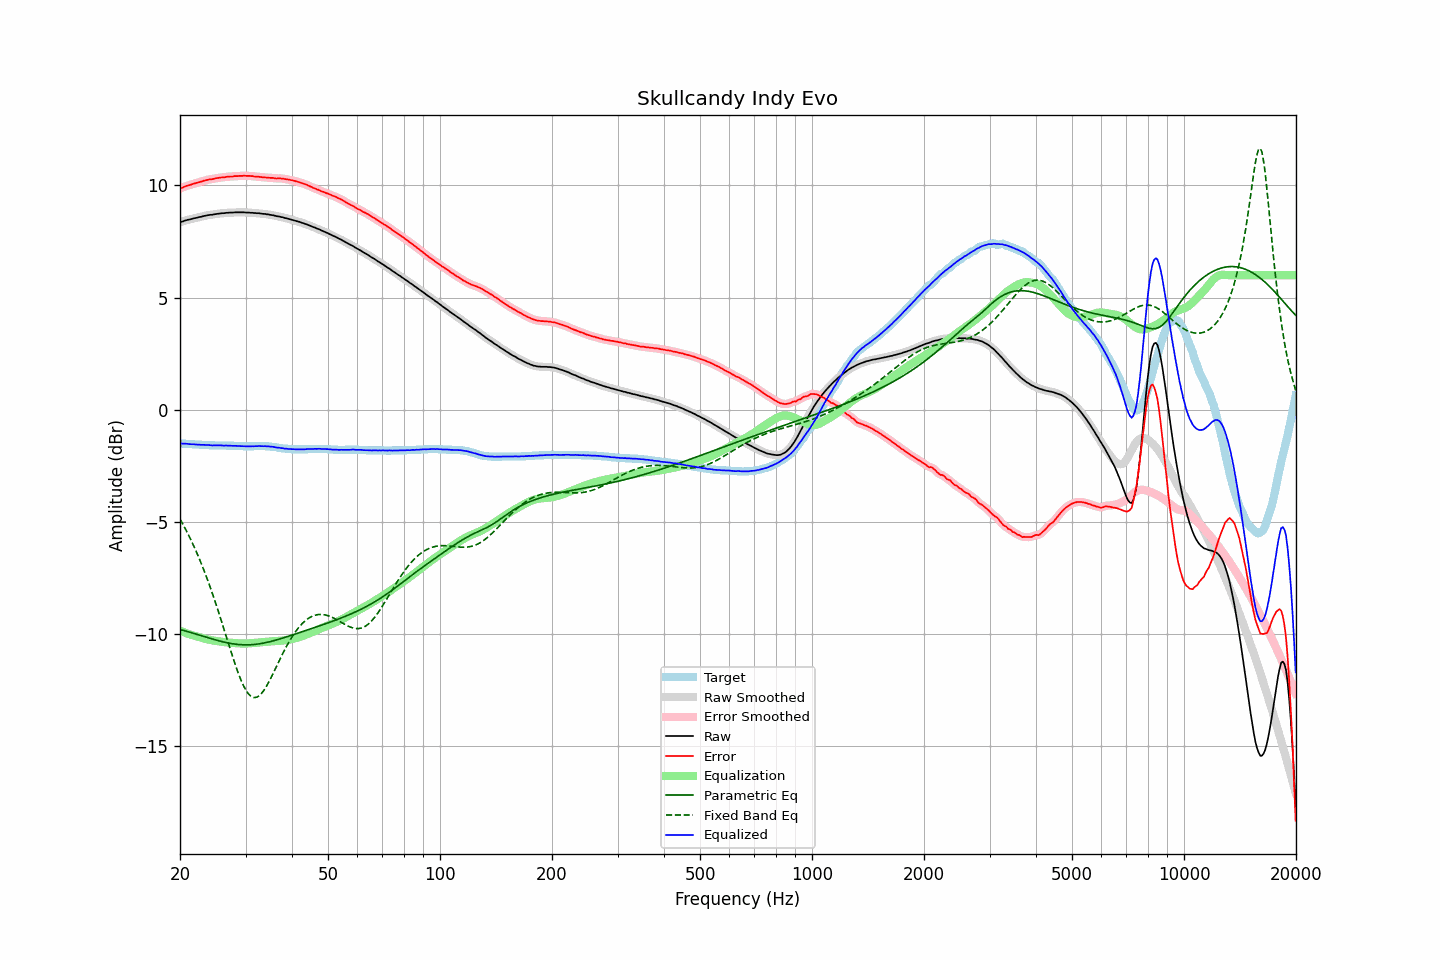 Skullcandy Indy Evo
Amplitude (dBr)
10
5
0
−5
−10
−15
Target
Raw Smoothed
Error Smoothed
Raw
Error
Equalization
Parametric Eq
Fixed Band Eq
Equalized
20 50 100 200 500 1000 2000 5000 10000 20000
Frequency (Hz)